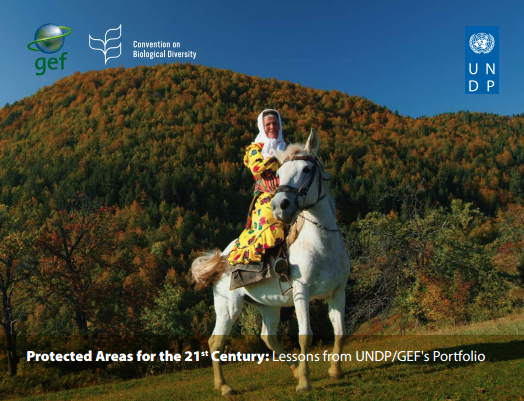 gef
Convention on
Biological Diversity
U N
D P
Protected Areas for the 21st Century: Lessons from UNDP/GEF's Portfolio